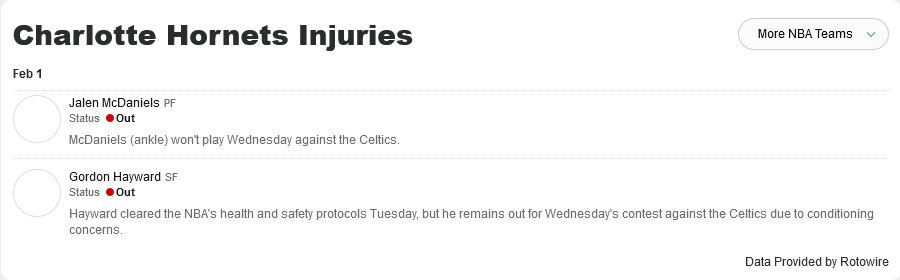 Charlotte Hornets Injuries
More NBA Teams
Feb 1
Jalen McDaniels PF
Status Out
McDaniels (ankle) won't play Wednesday against the Celtics.
Gordon Hayward SF
Status Out
Hayward cleared the NBA's health and safety protocols Tuesday, but he remains out for Wednesday's contest against the Celtics due to conditioning
concerns.
Data Provided by Rotowire